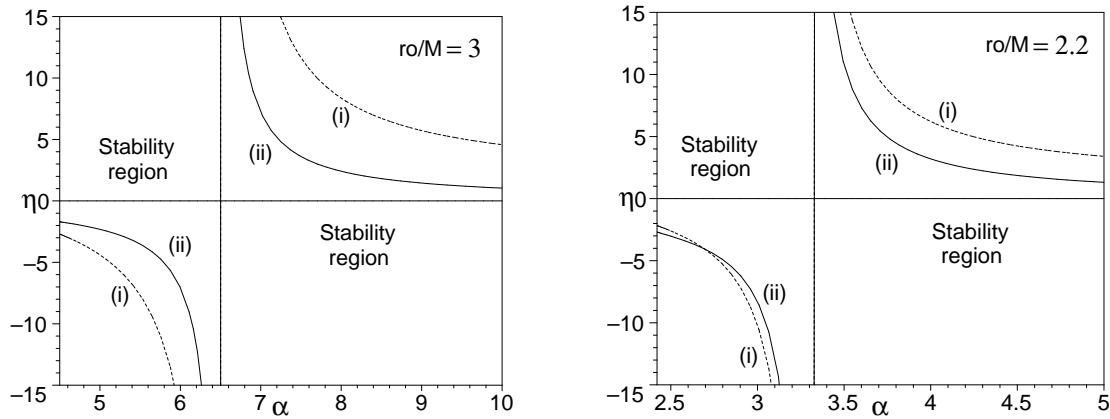 15
10
5
η0
−5
−10
−15
ro/M = 3
(i)
(ii)
Stability
region
Stability
region
(ii)
(i)
5 6 7 α 8 9 10
15
10
5
η0
−5
−10
−15
ro/M = 2.2
(i)
(ii)
Stability
region
Stability
region
(ii)
(i)
2.5 3 3.5 α 4 4.5 5